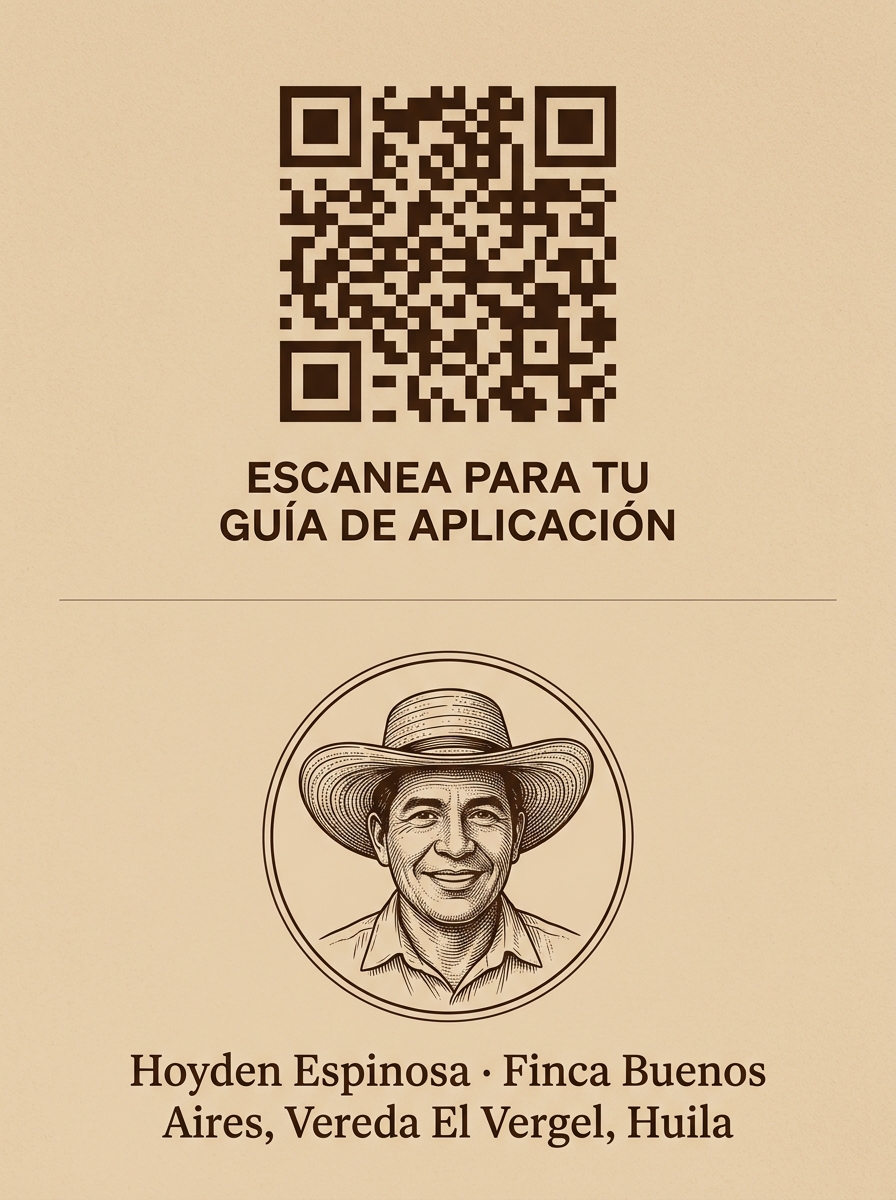 ESCANEA PARA TU
GUÍA DE APLICACIÓN
Hoyden Espinosa · Finca Buenos
Aires, Vereda El Vergel, Huila